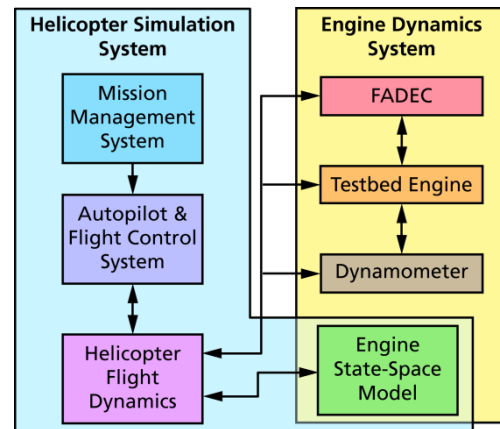 Helicopter Simulation
System
Mission
Management
System
Autopilot &
Flight Control
System
Helicopter
Flight
Dynamics
Engine Dynamics
System
FADEC
Testbed Engine
Dynamometer
Engine
State-Space
Model